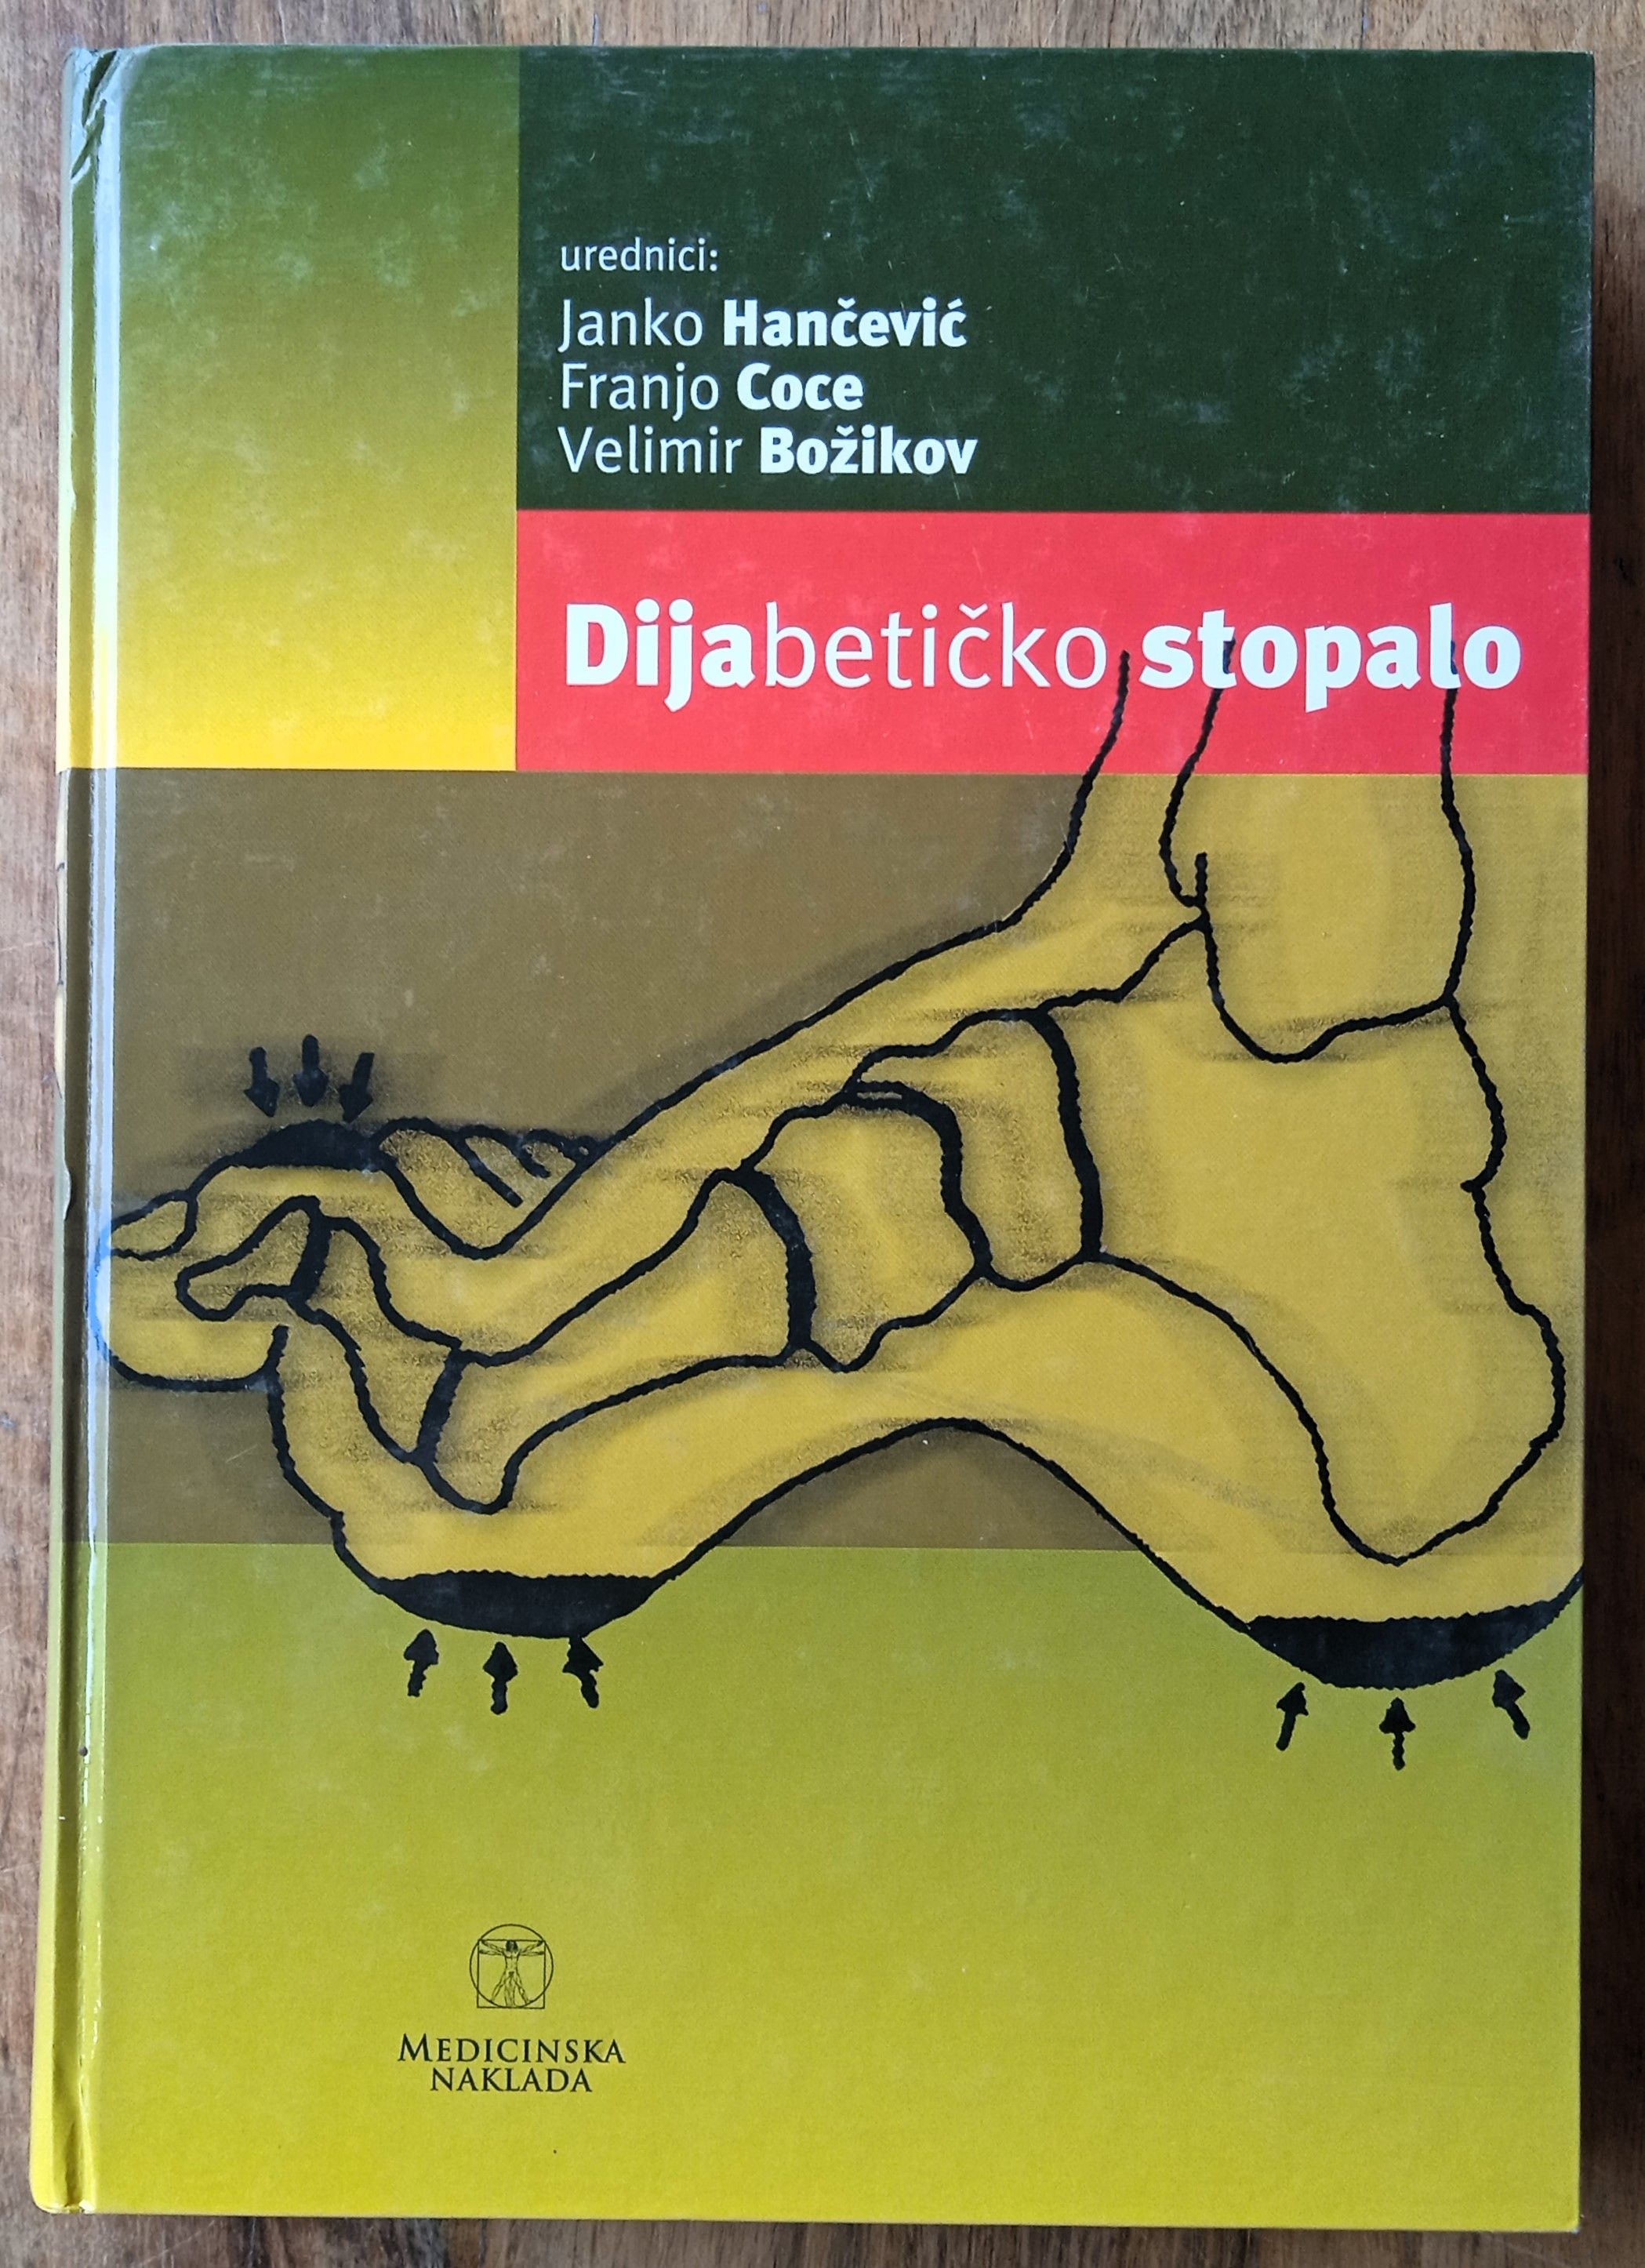 urednici:
Janko Hančević
Franjo Coce
Velimir Božikov
Dijabetičko stopalo
MEDICINSKA
NAKLADA